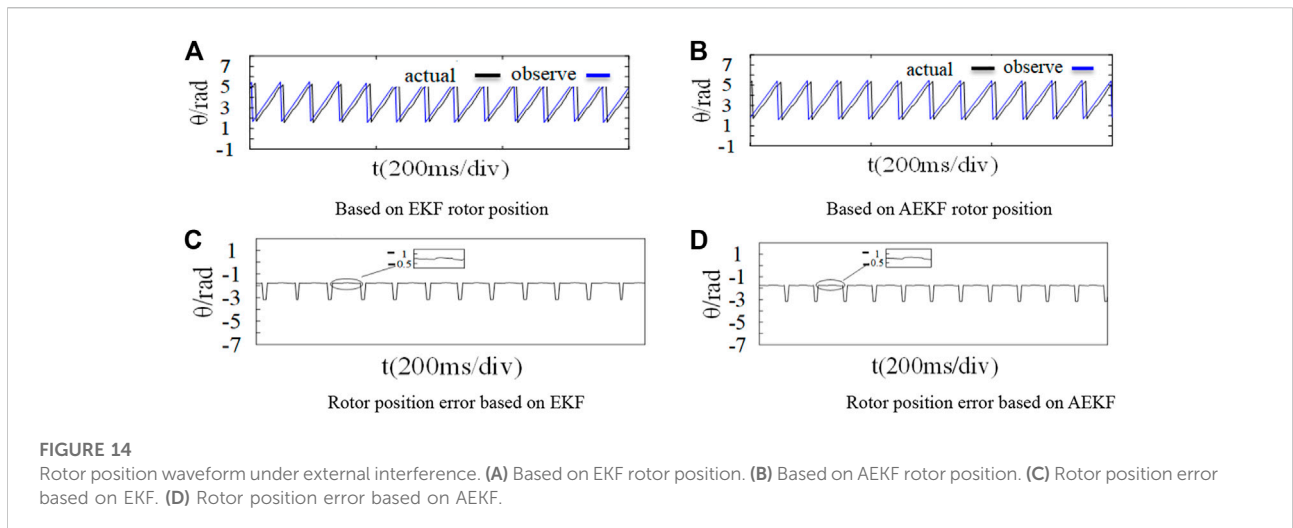 A
7
5
3
1
-1
θ/rad
actual observe
t(200ms/div)
Based on EKF rotor position
B
7
5
3
1
-1
θ/rad
actual observe
t(200ms/div)
Based on AEKF rotor position
C
1
-1
-3
-5
-7
θ/rad
1
0.5
t(200ms/div)
Rotor position error based on EKF
D
1
-1
-3
-5
-7
θ/rad
1
0.5
t(200ms/div)
Rotor position error based on AEKF
FIGURE 14
Rotor position waveform under external interference. (A) Based on EKF rotor position. (B) Based on AEKF rotor position. (C) Rotor position error
based on EKF. (D) Rotor position error based on AEKF.